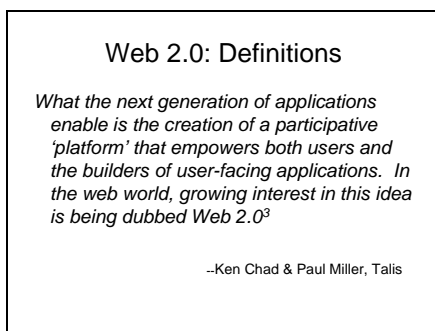 Web 2.0: Definitions
What the next generation of applications
enable is the creation of a participative
‘platform’ that empowers both users and
the builders of user-facing applications.  In
the web world, growing interest in this idea
is being dubbed Web 2.0³
--Ken Chad & Paul Miller, Talis